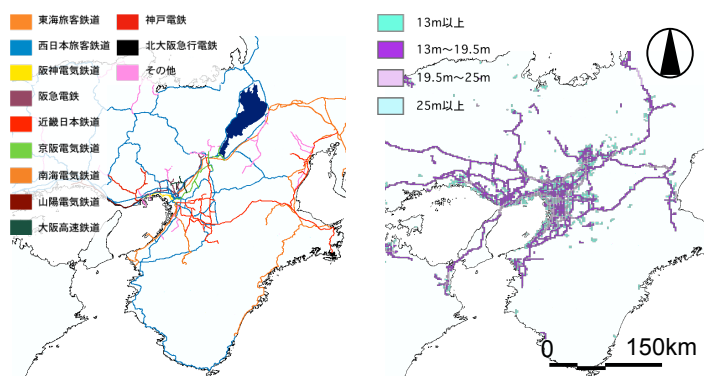 東海旅客鉄道
西日本旅客鉄道
阪神電気鉄道
阪急電鉄
近畿日本鉄道
京阪電気鉄道
南海電気鉄道
山陽電気鉄道
大阪高速鉄道
神戸電鉄
北大阪急行電鉄
その他
13m以上
13m〜19.5m
19.5m〜25m
25m以上
0 150km